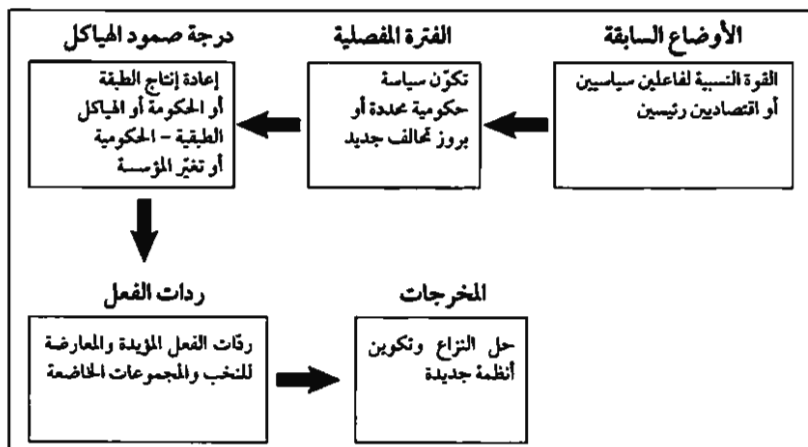 الأوضاع السابقة
القوة النسبية لفاعلين سياسيين
أو اقتصاديين رئيسين
الفترة المفصلية
تكوّن سياسة
حكومية محددة أو
بروز تحالف جديد
درجة صمود الهياكل
إعادة إنتاج الطبقة
أو الحكومة أو الهياكل
الطبقية – الحكومية
أو تغيّر المؤسسة
ردات الفعل
ردّات الفعل المؤيدة والمعارضة
للنخب والمجموعات الخاضعة
المخرجات
حل النزاع وتكوين
أنظمة جديدة